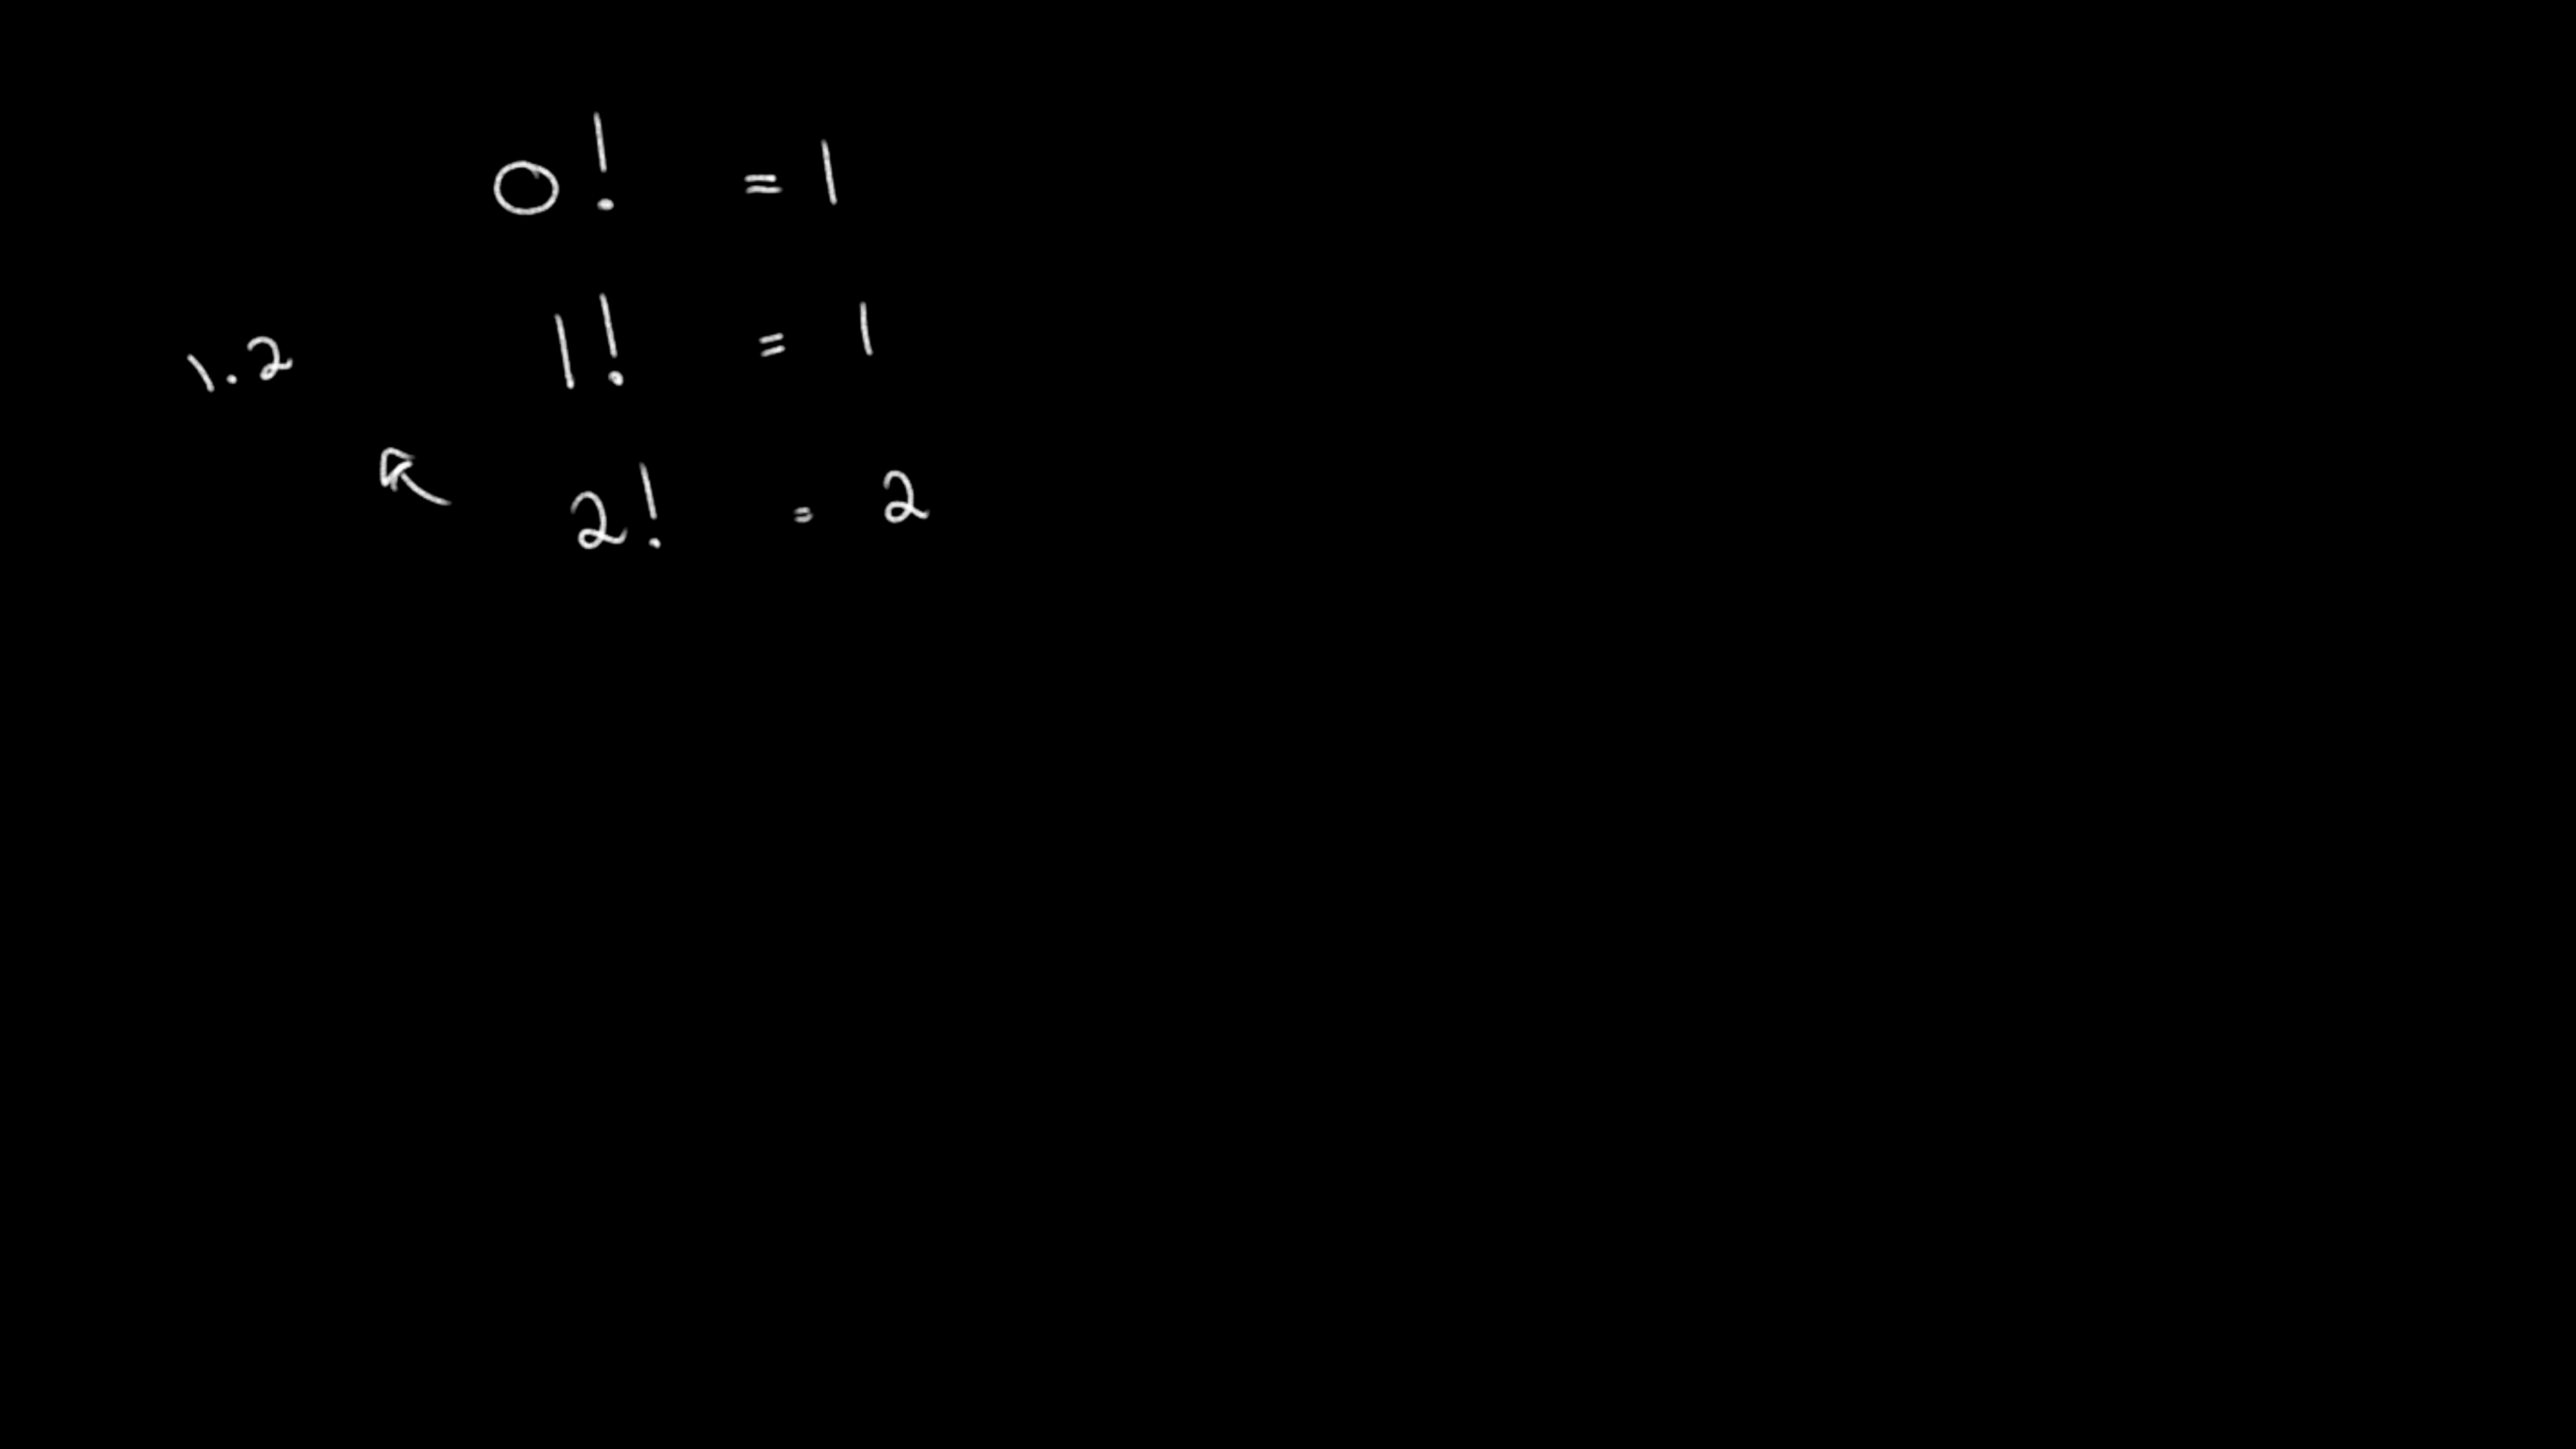 0! = 1
1.2
1! = 1
2! = 2